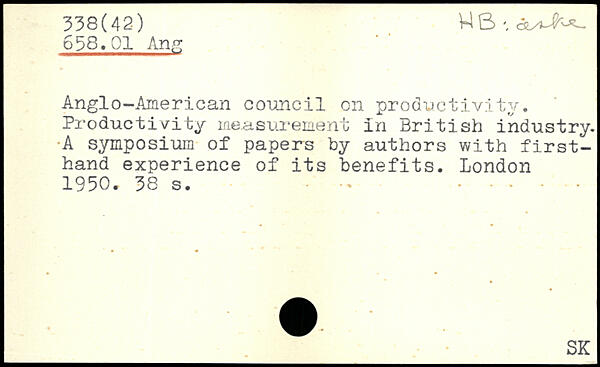 338(42)
HB: äske
658.01 Ang
Anglo-American council on productivity.
Productivity measurement In British industry.
A symposium of papers by authors with first-
hand experience of its benefits. London
1950. 38 s.
SK